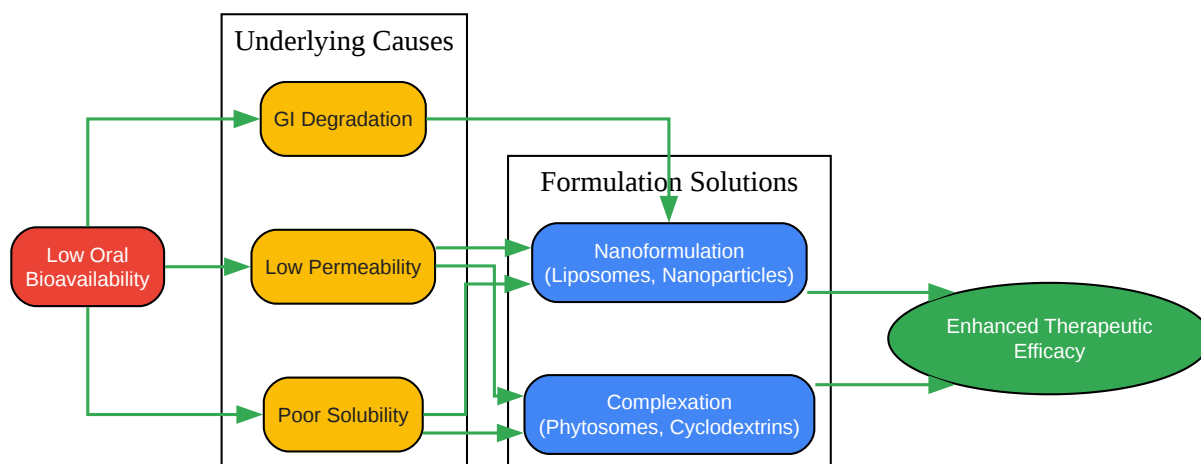 Underlying Causes
GI Degradation
Formulation Solutions
Low Oral
Bioavailability
Low Permeability
Nanoformulation
(Liposomes, Nanoparticles)
Enhanced Therapeutic
Efficacy
Poor Solubility
Complexation
(Phytosomes, Cyclodextrins)